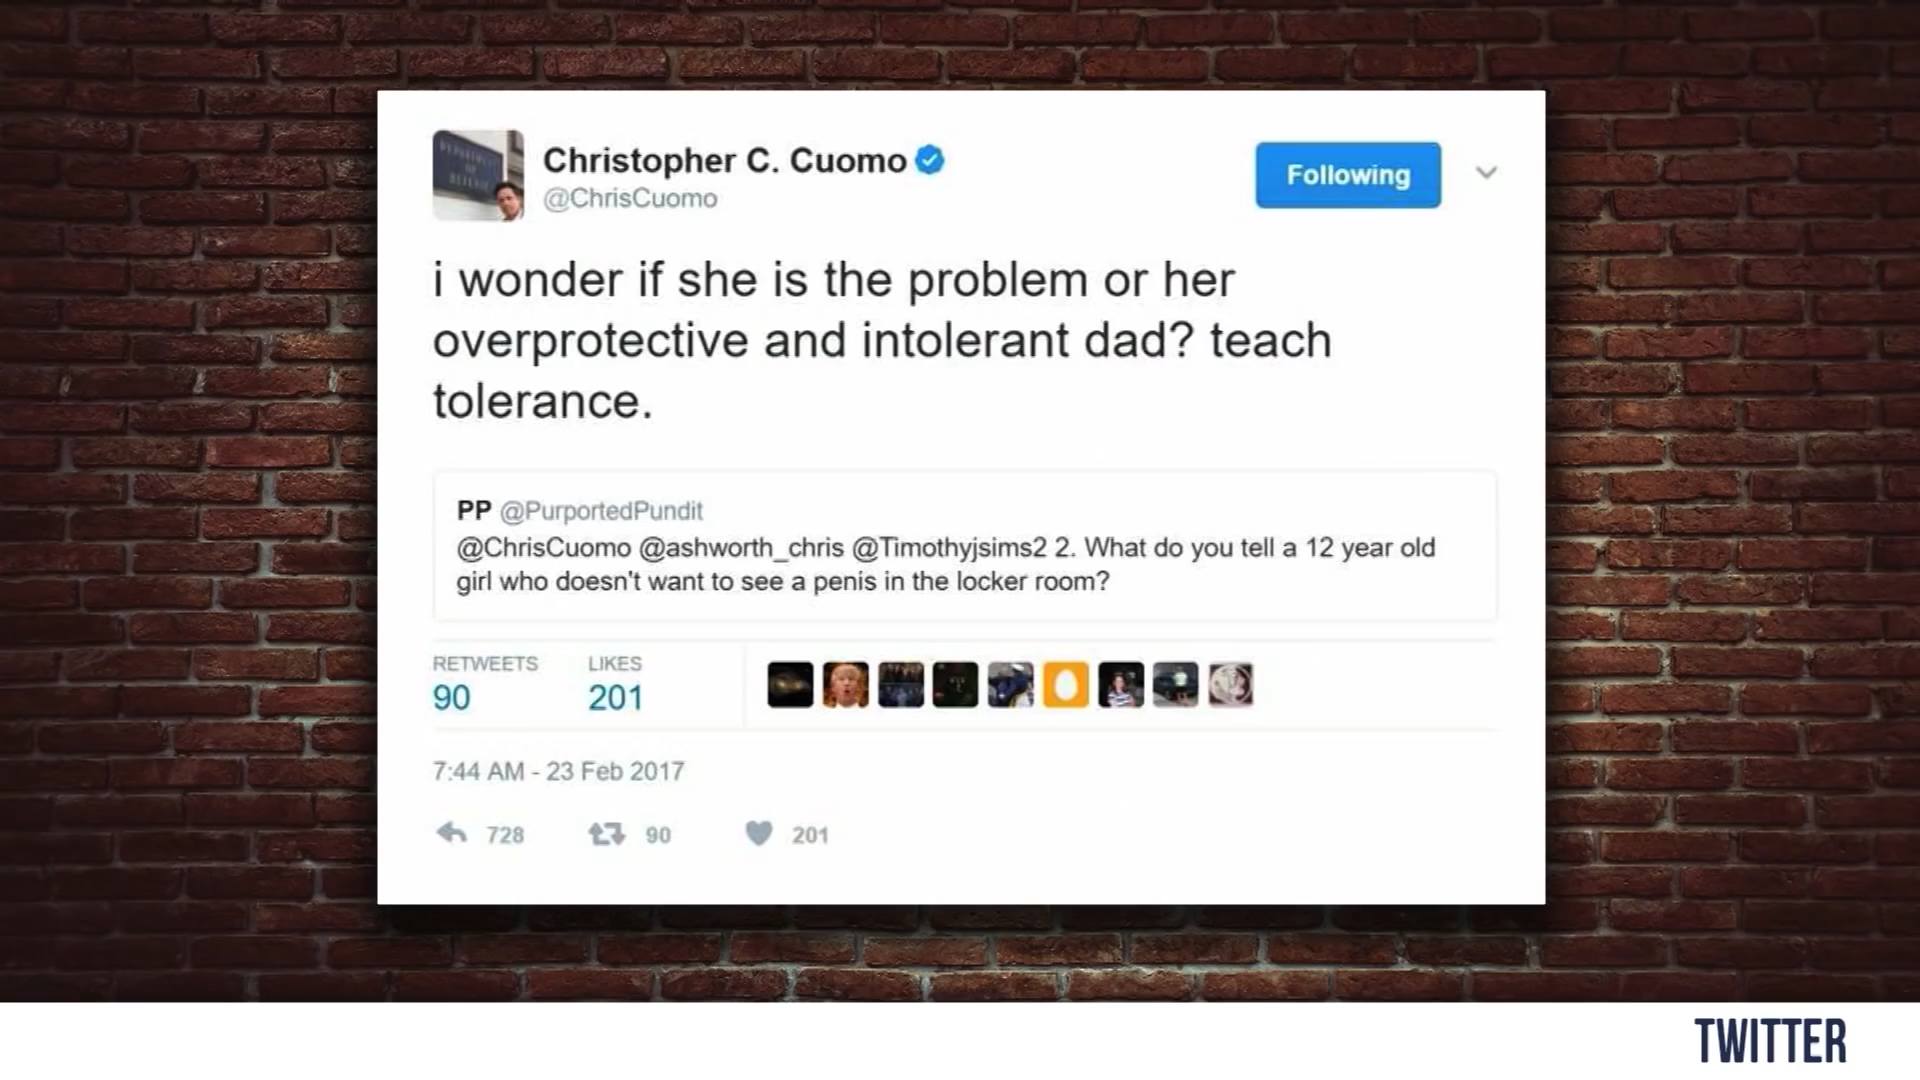 Christopher C. Cuomo
@ChrisCuomo
Following
i wonder if she is the problem or her
overprotective and intolerant dad? teach
tolerance.
PP @PurportedPundit
@ChrisCuomo @ashworth_chris @Timothyjsims2 2. What do you tell a 12 year old
girl who doesn't want to see a penis in the locker room?
RETWEETS LIKES
90 201
7:44 AM - 23 Feb 2017
728 90 201
TWITTER